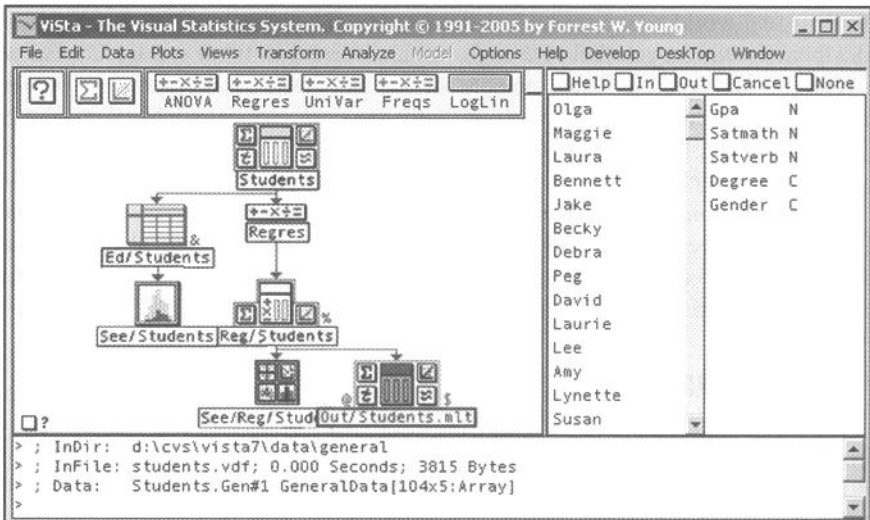 ViSta - The Visual Statistics System. Copyright © 1991-2005 by Forrest W. Young
File Edit Data Plots Views Transform Analyze Model Options Help Develop DeskTop Window
? Σ +-×÷= +-×÷= +-×÷= +-×÷=
ANOVA Regres UniVar Freqs LogLin
Help In Out Cancel None
Students
+-×÷=
Ed/Students &
Regres
See/Students
Reg/Students %
See/Reg/Stud
@ $
Out/Students.mlt
?
Olga
Maggie
Laura
Bennett
Jake
Becky
Debra
Peg
David
Laurie
Lee
Amy
Lynette
Susan
Gpa N
Satmath N
Satverb N
Degree C
Gender C
> ; InDir: d:\cvs\vista7\data\general
> ; InFile: students.vdf; 0.000 Seconds; 3815 Bytes
> ; Data: Students.Gen#1 GeneralData[104x5:Array]
>